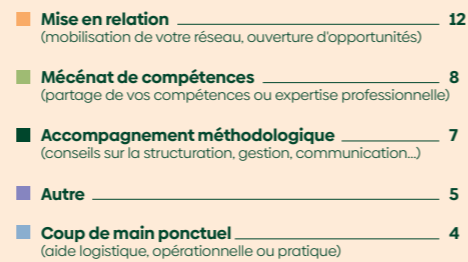 Mise en relation 12
(mobilisation de votre réseau, ouverture d'opportunités)
Mécénat de compétences 8
(partage de vos compétences ou expertise professionnelle)
Accompagnement méthodologique 7
(conseils sur la structuration, gestion, communication...)
Autre 5
Coup de main ponctuel 4
(aide logistique, opérationnelle ou pratique)